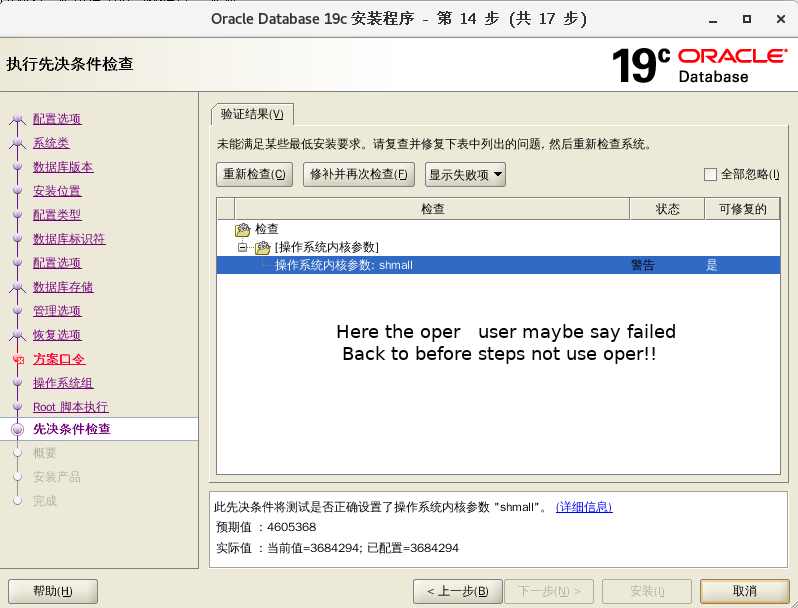 Oracle Database 19c 安装程序 - 第 14 步 (共 17 步)
执行先决条件检查
19c ORACLE
Database
配置选项
系统类
数据库版本
安装位置
配置类型
数据库标识符
配置选项
数据库存储
管理选项
恢复选项
方案口令
操作系统组
Root 脚本执行
先决条件检查
概要
安装产品
完成
验证结果(V)
未能满足某些最低安装要求。请复查并修复下表中列出的问题, 然后重新检查系统。
重新检查(C) 修补并再次检查(F) 显示失败项 全部忽略(I)
检查 状态 可修复的
检查
[操作系统内核参数]
操作系统内核参数: shmall 警告 是
Here the oper user maybe say failed
Back to before steps not use oper!!
此先决条件将测试是否正确设置了操作系统内核参数 "shmall"。 (详细信息)
预期值 : 4605368
实际值 : 当前值=3684294; 已配置=3684294
帮助(H) < 上一步(B) 下一步(N) > 安装(I) 取消